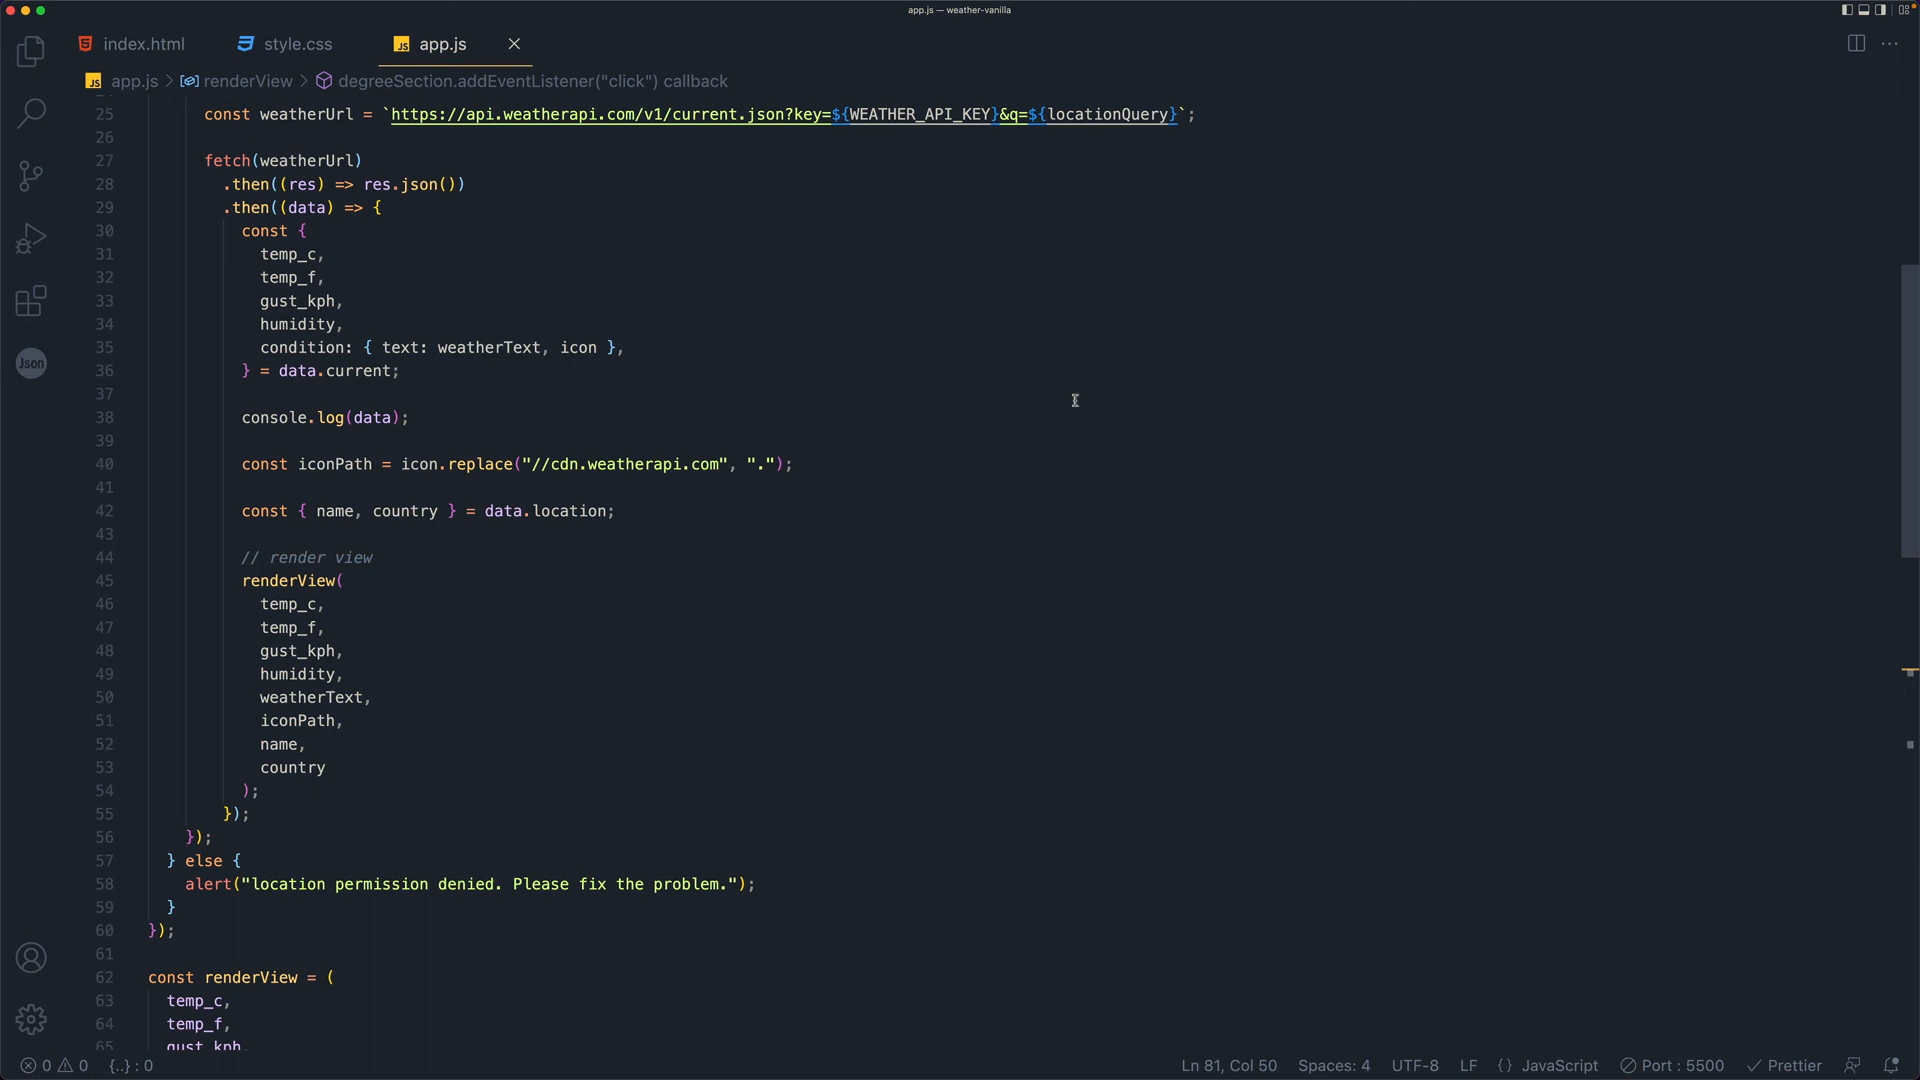 app.js — weather-vanilla
index.html
style.css
JS app.js
JS app.js > renderView > degreeSection.addEventListener("click") callback
25 const weatherUrl = `https://api.weatherapi.com/v1/current.json?key=${WEATHER_API_KEY}&q=${locationQuery}`;
26
27 fetch(weatherUrl)
28 .then((res) => res.json())
29 .then((data) => {
30 const {
31 temp_c,
32 temp_f,
33 gust_kph,
34 humidity,
35 condition: { text: weatherText, icon },
36 } = data.current;
37
38 console.log(data);
39
40 const iconPath = icon.replace("//cdn.weatherapi.com", ".");
41
42 const { name, country } = data.location;
43
44 // render view
45 renderView(
46 temp_c,
47 temp_f,
48 gust_kph,
49 humidity,
50 weatherText,
51 iconPath,
52 name,
53 country
54 );
55 });
56 });
57 } else {
58 alert("location permission denied. Please fix the problem.");
59 }
60 });
61
62 const renderView = (
63 temp_c,
64 temp_f,
65 gust_kph,
Json
0 0 {..} : 0
Ln 81, Col 50 Spaces: 4 UTF-8 LF {} JavaScript Port : 5500 Prettier